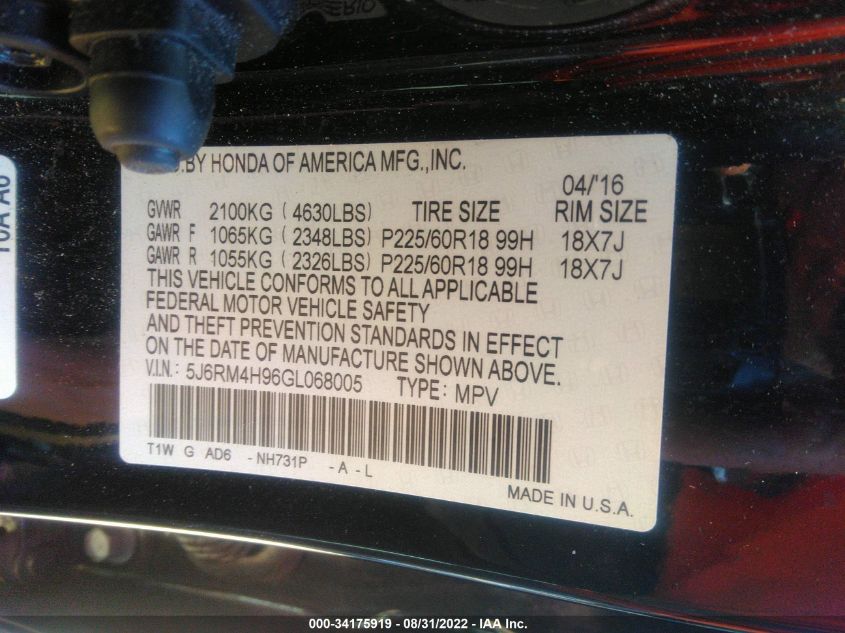 .BY HONDA OF AMERICA MFG.,INC.
04/'16
GVWR 2100KG ( 4630LBS) TIRE SIZE RIM SIZE
GAWR F 1065KG ( 2348LBS) P225/60R18 99H 18X7J
GAWR R 1055KG ( 2326LBS) P225/60R18 99H 18X7J
THIS VEHICLE CONFORMS TO ALL APPLICABLE
FEDERAL MOTOR VEHICLE SAFETY
AND THEFT PREVENTION STANDARDS IN EFFECT
ON THE DATE OF MANUFACTURE SHOWN ABOVE.
V.I.N.: 5J6RM4H96GL068005 TYPE: MPV
T1W G AD6 -NH731P -A -L
MADE IN U.S.A.
000-34175919 - 08/31/2022 - IAA Inc.